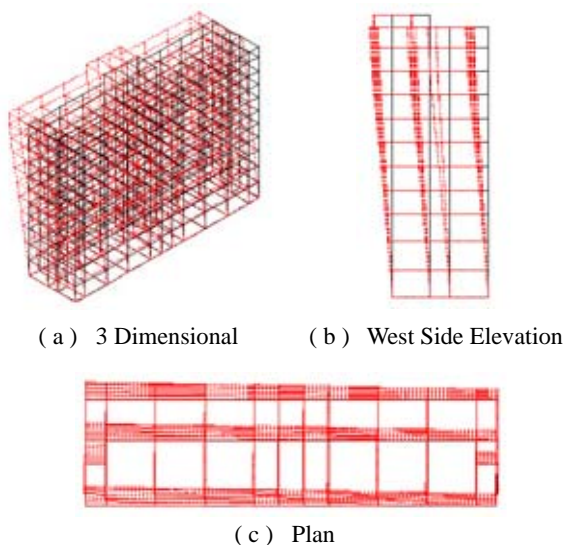 ( a ) 3 Dimensional
( b ) West Side Elevation
( c ) Plan